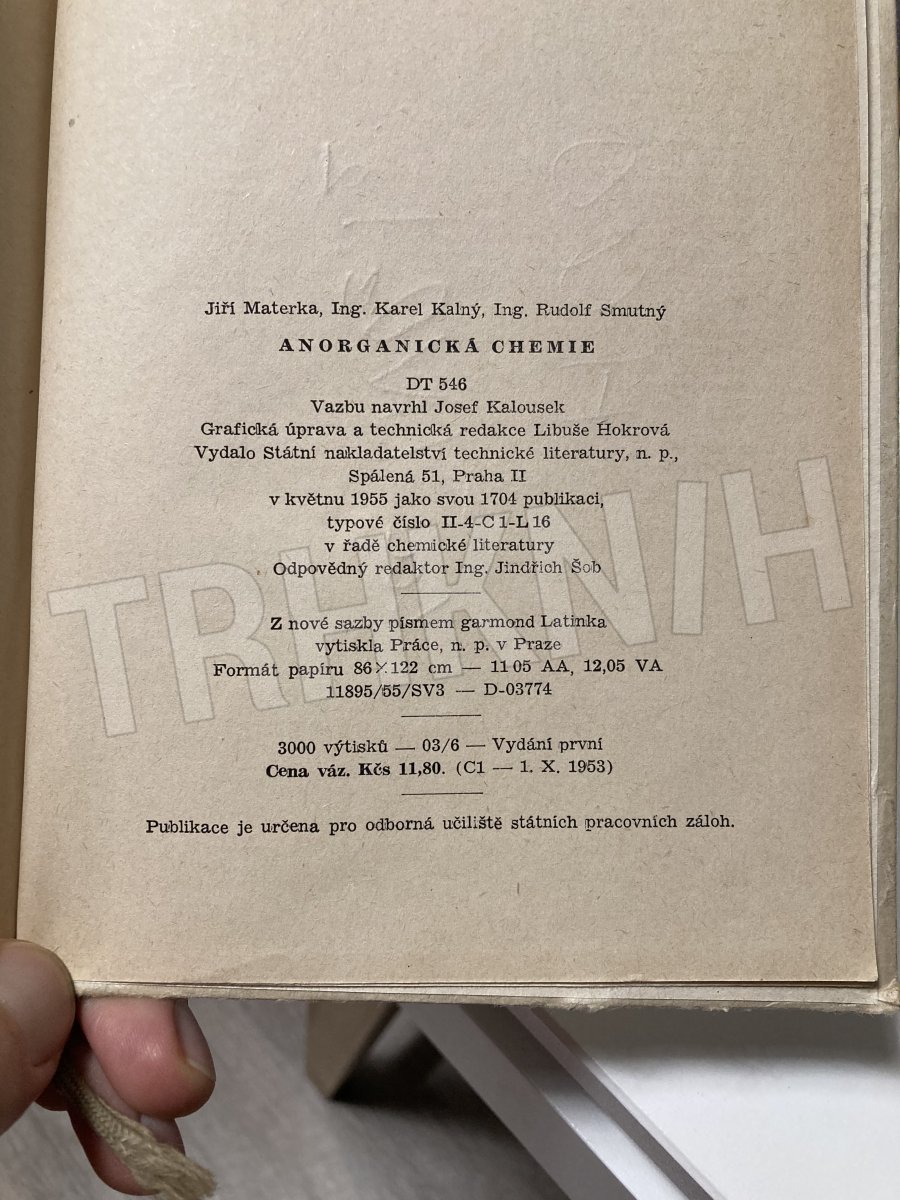 Jiří Materka, Ing. Karel Kalný, Ing. Rudolf Smutný
ANORGANICKÁ CHEMIE
DT 546
Vazbu navrhl Josef Kalousek
Grafická úprava a technická redakce Libuše Hokrová
Vydalo Státní nakladatelství technické literatury, n. p.,
Spálená 51, Praha II
v květnu 1955 jako svou 1704 publikaci,
typové číslo II-4-C 1-L 16
v řadě chemické literatury
Odpovědný redaktor Ing. Jindřich Šob
Z nové sazby písmem garmond Latinka
vytiskla Práce, n. p. v Praze
Formát papíru 86×122 cm — 11 05 AA, 12,05 VA
11895/55/SV3 — D-03774
3000 výtisků — 03/6 — Vydání první
Cena váz. Kčs 11,80. (C1 — 1. X. 1953)
Publikace je určena pro odborná učiliště státních pracovních záloh.
TRHKNIH